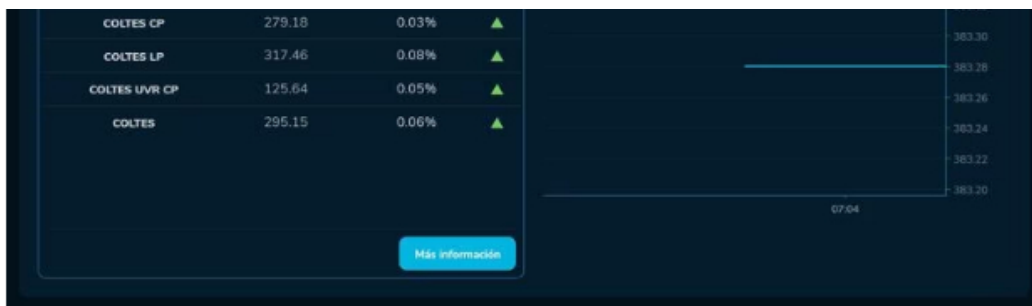 COLTES CP 279.18 0.03% ▲
COLTES LP 317.46 0.08% ▲
COLTES UVR CP 125.64 0.05% ▲
COLTES 295.15 0.06% ▲
Más información
383.30
383.28
383.26
383.24
383.22
383.20
07:04